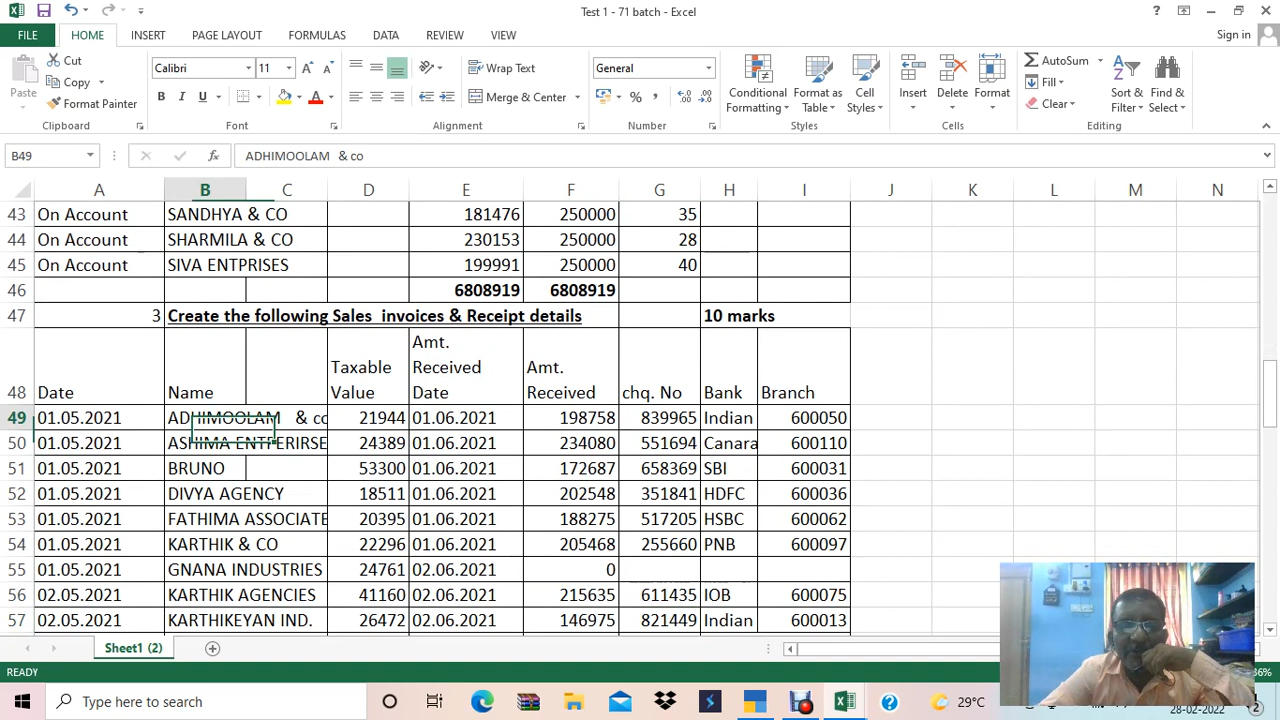 Test 1 - 71 batch - Excel
Sign in
FILE HOME INSERT PAGE LAYOUT FORMULAS DATA REVIEW VIEW
Paste Cut Copy Format Painter
Calibri 11
B I U A
Wrap Text
Merge & Center
General
Conditional Formatting
Format as Table
Cell Styles
Insert Delete Format
AutoSum
Fill
Clear
Sort & Filter
Find & Select
Clipboard Font Alignment Number Styles Cells Editing
B49 fx ADHIMOOLAM & co
A B C D E F G H I J K L M N
43 On Account SANDHYA & CO 181476 250000 35
44 On Account SHARMILA & CO 230153 250000 28
45 On Account SIVA ENTPRISES 199991 250000 40
46 6808919 6808919
47 3 Create the following Sales invoices & Receipt details 10 marks
48 Date Name Taxable Value Amt. Received Date Amt. Received chq. No Bank Branch
49 01.05.2021 ADHIMOOLAM & co 21944 01.06.2021 198758 839965 Indian 600050
50 01.05.2021 ASHIMA ENTFERIRSE 24389 01.06.2021 234080 551694 Canara 600110
51 01.05.2021 BRUNO 53300 01.06.2021 172687 658369 SBI 600031
52 01.05.2021 DIVYA AGENCY 18511 01.06.2021 202548 351841 HDFC 600036
53 01.05.2021 FATHIMA ASSOCIATE 20395 01.06.2021 188275 517205 HSBC 600062
54 01.05.2021 KARTHIK & CO 22296 01.06.2021 205468 255660 PNB 600097
55 01.05.2021 GNANA INDUSTRIES 24761 02.06.2021 0
56 02.05.2021 KARTHIK AGENCIES 41160 02.06.2021 215635 611435 IOB 600075
57 02.05.2021 KARTHIKEYAN IND. 26472 02.06.2021 146975 821449 Indian 600013
Sheet1 (2)
READY
Type here to search
29°C
28-02-2022
2